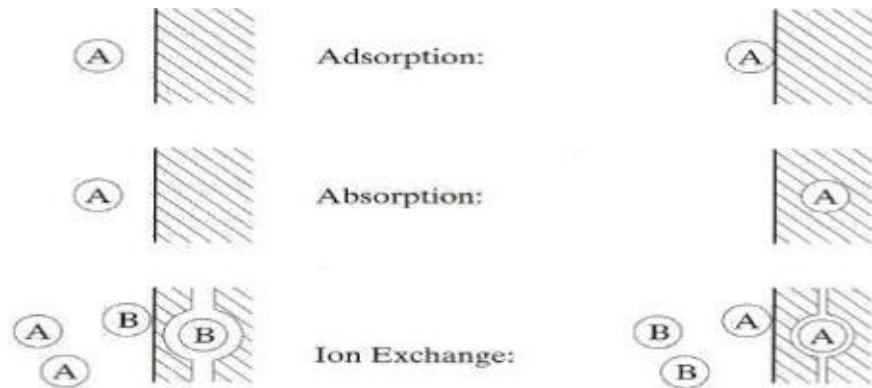 A Adsorption: A
A Absorption: A
A A B B Ion Exchange: B B A A